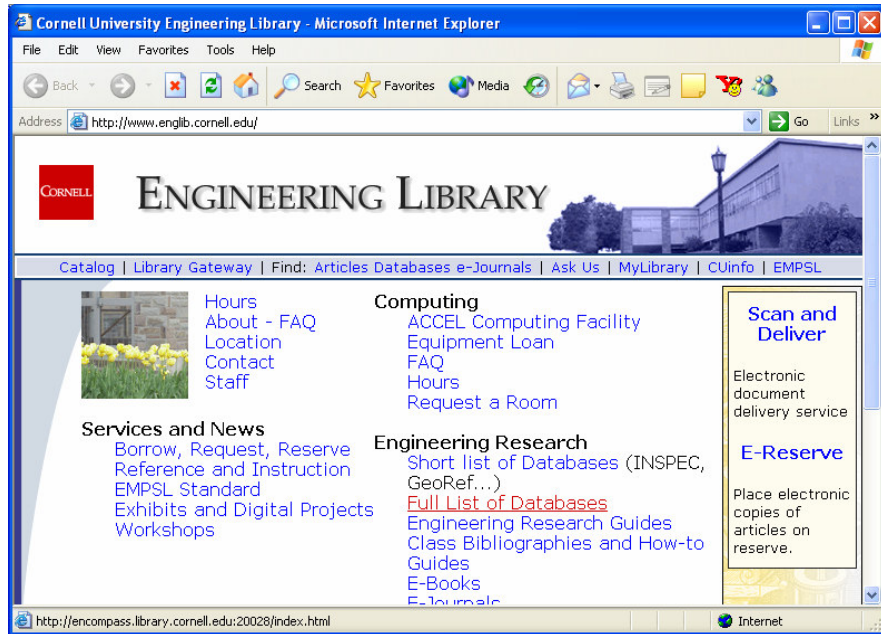 Cornell University Engineering Library - Microsoft Internet Explorer
File Edit View Favorites Tools Help
Back Search Favorites Media
Address http://www.englib.cornell.edu/ Go Links »
CORNELL
ENGINEERING LIBRARY
Catalog | Library Gateway | Find: Articles Databases e-Journals | Ask Us | MyLibrary | CUinfo | EMPSL
Hours
About - FAQ
Location
Contact
Staff
Services and News
Borrow, Request, Reserve
Reference and Instruction
EMPSL Standard
Exhibits and Digital Projects
Workshops
Computing
ACCEL Computing Facility
Equipment Loan
FAQ
Hours
Request a Room
Engineering Research
Short list of Databases (INSPEC,
GeoRef...)
Full List of Databases
Engineering Research Guides
Class Bibliographies and How-to
Guides
E-Books
E-Journals
Scan and
Deliver
Electronic
document
delivery service
E-Reserve
Place electronic
copies of
articles on
reserve.
http://encompass.library.cornell.edu:20028/index.html Internet